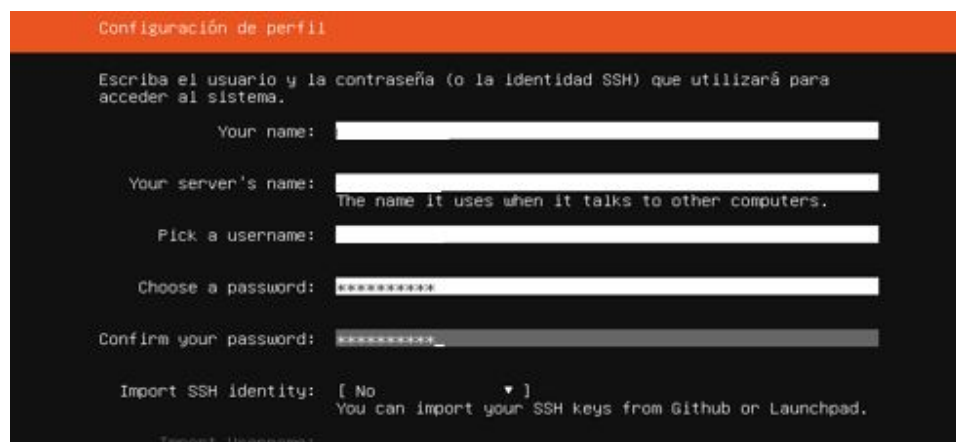 Configuración de perfil
Escriba el usuario y la contraseña (o la identidad SSH) que utilizará para
acceder al sistema.
Your name:
Your server's name:
The name it uses when it talks to other computers.
Pick a username:
Choose a password: **********
Confirm your password: **********_
Import SSH identity: [ No ▾ ]
You can import your SSH keys from Github or Launchpad.
Import Username: